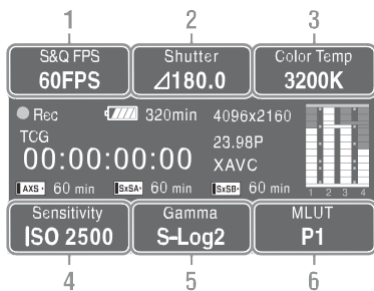 1 2 3
S&Q FPS Shutter Color Temp
60FPS ⊿180.0 3200K
Rec 320min 4096x2160
TCG 23.98P
00:00:00:00 XAVC
AXS 60 min SxSA 60 min SxSB 60 min
1 2 3 4
Sensitivity Gamma MLUT
ISO 2500 S-Log2 P1
4 5 6